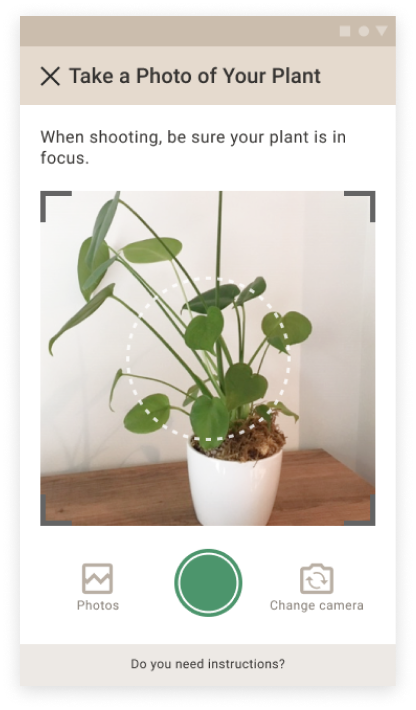 Take a Photo of Your Plant
When shooting, be sure your plant is in
focus.
Photos
Change camera
Do you need instructions?